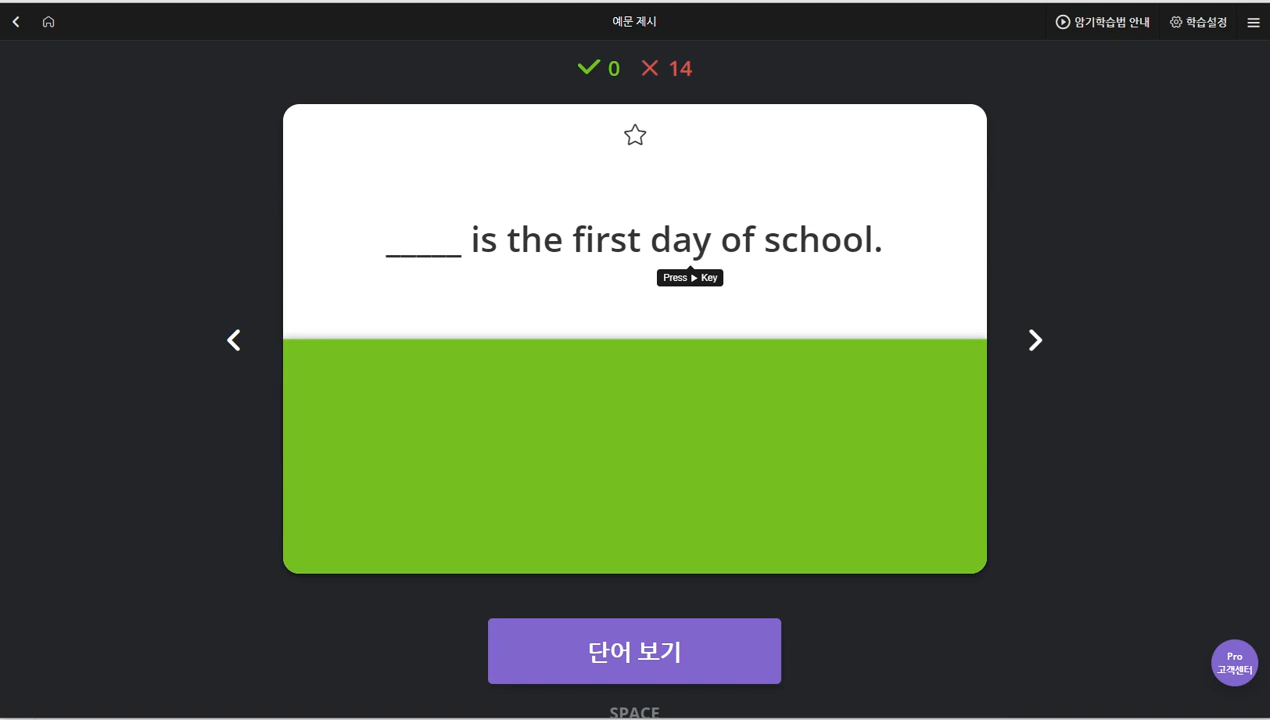 예문 제시
암기학습법 안내
학습설정
0 14
_____ is the first day of school.
Press ▶ Key
단어 보기
Pro
고객센터
SPACE